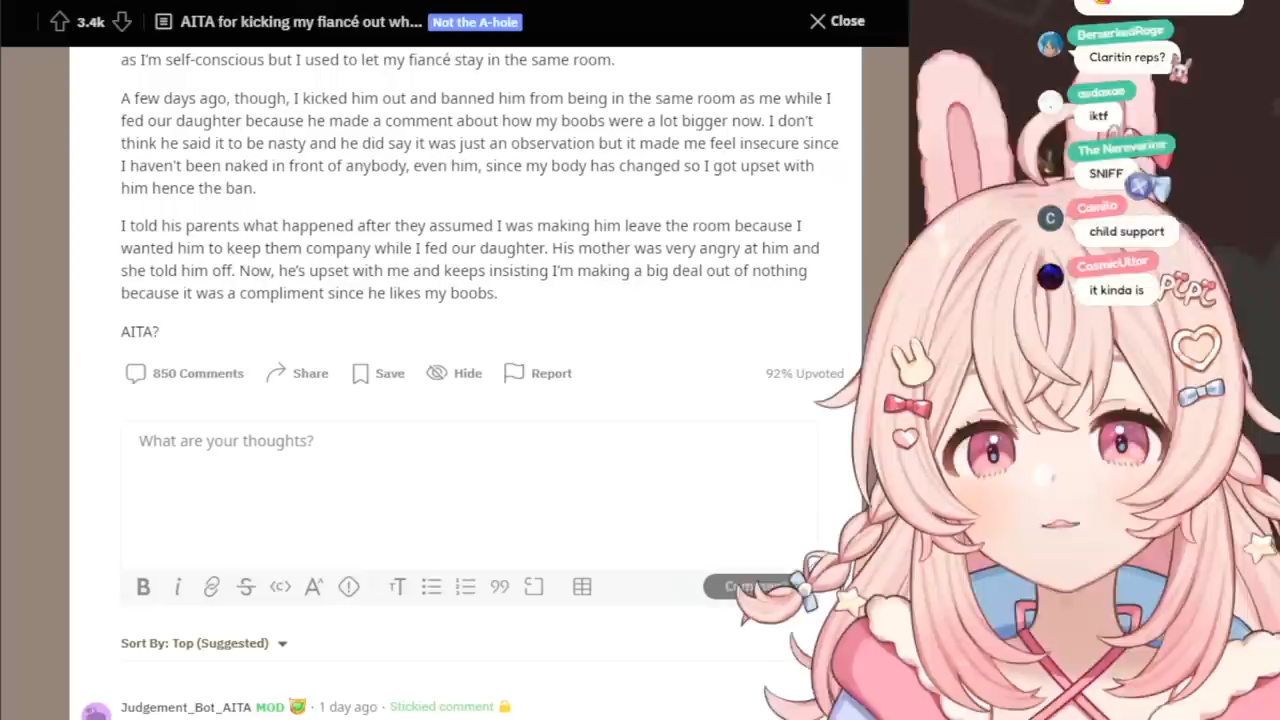 3.4k
AITA for kicking my fiancé out wh...
Not the A-hole
Close
as I'm self-conscious but I used to let my fiancé stay in the same room.
A few days ago, though, I kicked him out and banned him from being in the same room as me while I
fed our daughter because he made a comment about how my boobs were a lot bigger now. I don't
think he said it to be nasty and he did say it was just an observation but it made me feel insecure since
I haven't been naked in front of anybody, even him, since my body has changed so I got upset with
him hence the ban.
I told his parents what happened after they assumed I was making him leave the room because I
wanted him to keep them company while I fed our daughter. His mother was very angry at him and
she told him off. Now, he's upset with me and keeps insisting I'm making a big deal out of nothing
because it was a compliment since he likes my boobs.
AITA?
850 Comments
Share
Save
Hide
Report
92% Upvoted
What are your thoughts?
Sort By: Top (Suggested)
Judgement_Bot_AITA MOD · 1 day ago · Stickied comment
BerserkedRoge
Claritin reps?
asdaxao
iktf
The Nerevarine
SNIFF
Camilo
C
child support
CosmicUltor
it kinda is
PiPi